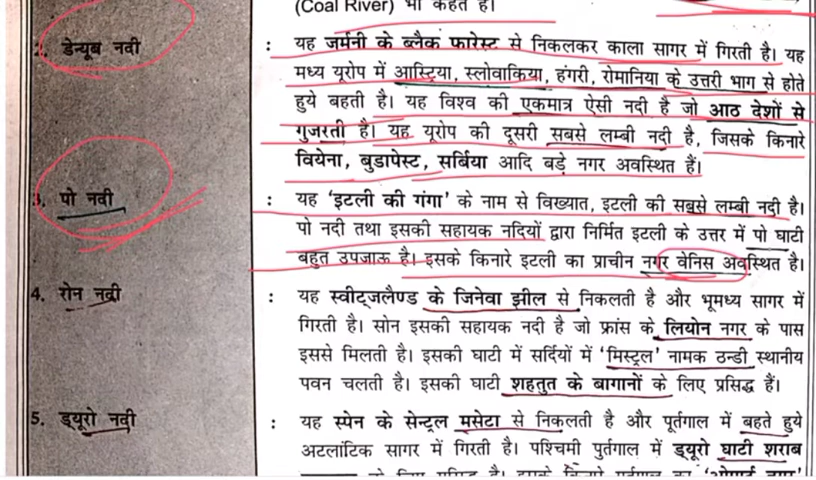 (Coal River) भी कहते हैं।
2. डेन्यूब नदी : यह जर्मनी के ब्लैक फारेस्ट से निकलकर काला सागर में गिरती है। यह
मध्य यूरोप में आस्ट्रिया, स्लोवाकिया, हंगरी, रोमानिया के उत्तरी भाग से होते
हुये बहती है। यह विश्व की एकमात्र ऐसी नदी है जो आठ देशों से
गुजरती है। यह यूरोप की दूसरी सबसे लम्बी नदी है, जिसके किनारे
वियेना, बुडापेस्ट, सर्बिया आदि बड़े नगर अवस्थित हैं।
3. पो नदी : यह 'इटली की गंगा' के नाम से विख्यात, इटली की सबसे लम्बी नदी है।
पो नदी तथा इसकी सहायक नदियों द्वारा निर्मित इटली के उत्तर में पो घाटी
बहुत उपजाऊ है। इसके किनारे इटली का प्राचीन नगर वेनिस अवस्थित है।
4. रोन नदी : यह स्वीट्जलैण्ड के जिनेवा झील से निकलती है और भूमध्य सागर में
गिरती है। सोन इसकी सहायक नदी है जो फ्रांस के लियोन नगर के पास
इससे मिलती है। इसकी घाटी में सर्दियों में 'मिस्ट्रल' नामक ठन्डी स्थानीय
पवन चलती है। इसकी घाटी शहतुत के बागानों के लिए प्रसिद्ध हैं।
5. ड्यूरो नदी : यह स्पेन के सेन्ट्रल मसेटा से निकलती है और पूर्तगाल में बहते हुये
अटलांटिक सागर में गिरती है। पश्चिमी पुर्तगाल में ड्यूरो घाटी शराब